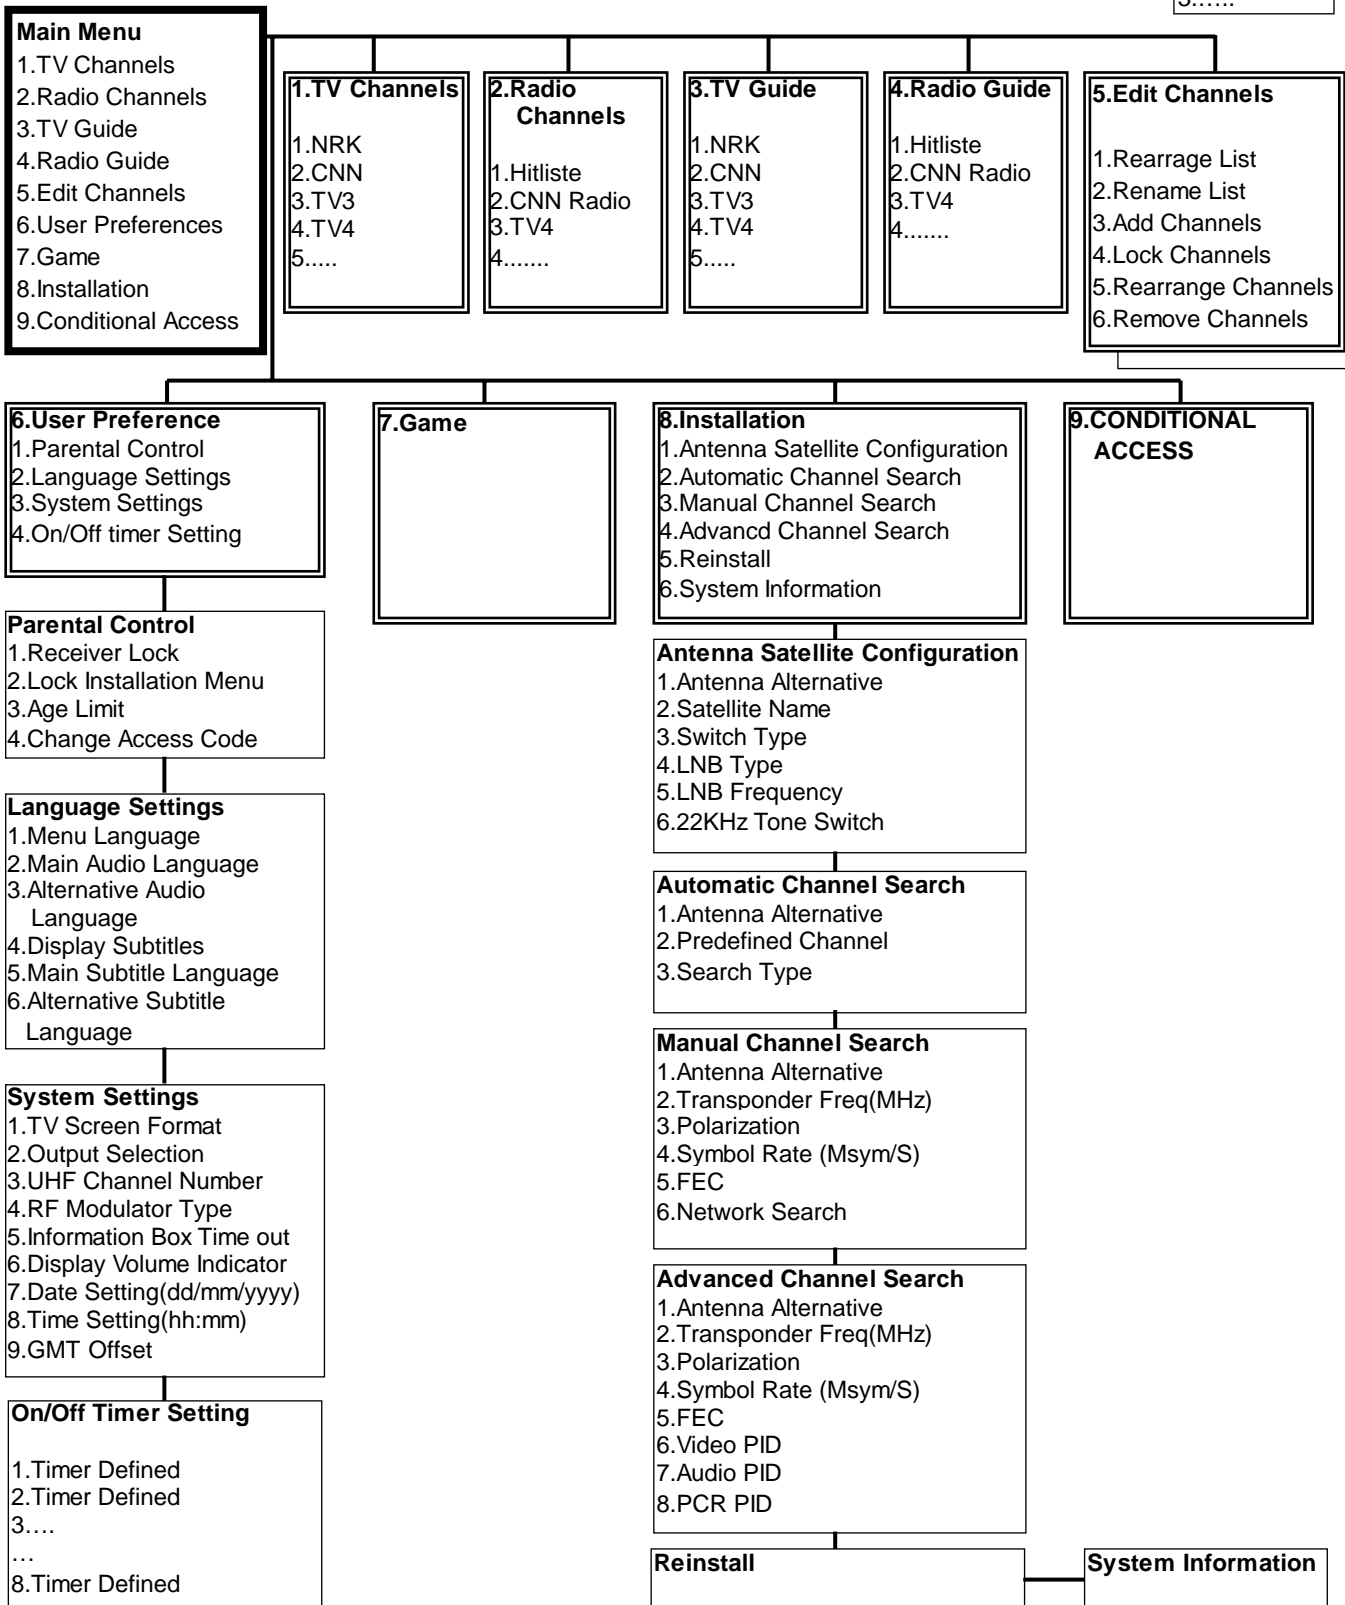 3......
Main Menu
1.TV Channels
2.Radio Channels
3.TV Guide
4.Radio Guide
5.Edit Channels
6.User Preferences
7.Game
8.Installation
9.Conditional Access
1.TV Channels
1.NRK
2.CNN
3.TV3
4.TV4
5.....
2.Radio
Channels
1.Hitliste
2.CNN Radio
3.TV4
4.......
3.TV Guide
1.NRK
2.CNN
3.TV3
4.TV4
5.....
4.Radio Guide
1.Hitliste
2.CNN Radio
3.TV4
4.......
5.Edit Channels
1.Rearrage List
2.Rename List
3.Add Channels
4.Lock Channels
5.Rearrange Channels
6.Remove Channels
6.User Preference
1.Parental Control
2.Language Settings
3.System Settings
4.On/Off timer Setting
7.Game
8.Installation
1.Antenna Satellite Configuration
2.Automatic Channel Search
3.Manual Channel Search
4.Advancd Channel Search
5.Reinstall
6.System Information
9.CONDITIONAL
ACCESS
Parental Control
1.Receiver Lock
2.Lock Installation Menu
3.Age Limit
4.Change Access Code
Language Settings
1.Menu Language
2.Main Audio Language
3.Alternative Audio
Language
4.Display Subtitles
5.Main Subtitle Language
6.Alternative Subtitle
Language
System Settings
1.TV Screen Format
2.Output Selection
3.UHF Channel Number
4.RF Modulator Type
5.Information Box Time out
6.Display Volume Indicator
7.Date Setting(dd/mm/yyyy)
8.Time Setting(hh:mm)
9.GMT Offset
On/Off Timer Setting
1.Timer Defined
2.Timer Defined
3....
...
8.Timer Defined
Antenna Satellite Configuration
1.Antenna Alternative
2.Satellite Name
3.Switch Type
4.LNB Type
5.LNB Frequency
6.22KHz Tone Switch
Automatic Channel Search
1.Antenna Alternative
2.Predefined Channel
3.Search Type
Manual Channel Search
1.Antenna Alternative
2.Transponder Freq(MHz)
3.Polarization
4.Symbol Rate (Msym/S)
5.FEC
6.Network Search
Advanced Channel Search
1.Antenna Alternative
2.Transponder Freq(MHz)
3.Polarization
4.Symbol Rate (Msym/S)
5.FEC
6.Video PID
7.Audio PID
8.PCR PID
Reinstall
System Information